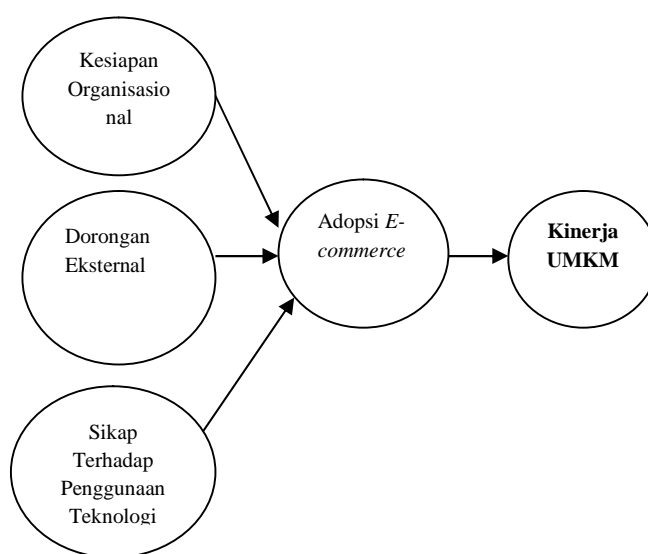 Kesiapan
Organisasio
nal
Dorongan
Eksternal
Sikap
Terhadap
Penggunaan
Teknologi
Adopsi E-
commerce
Kinerja
UMKM